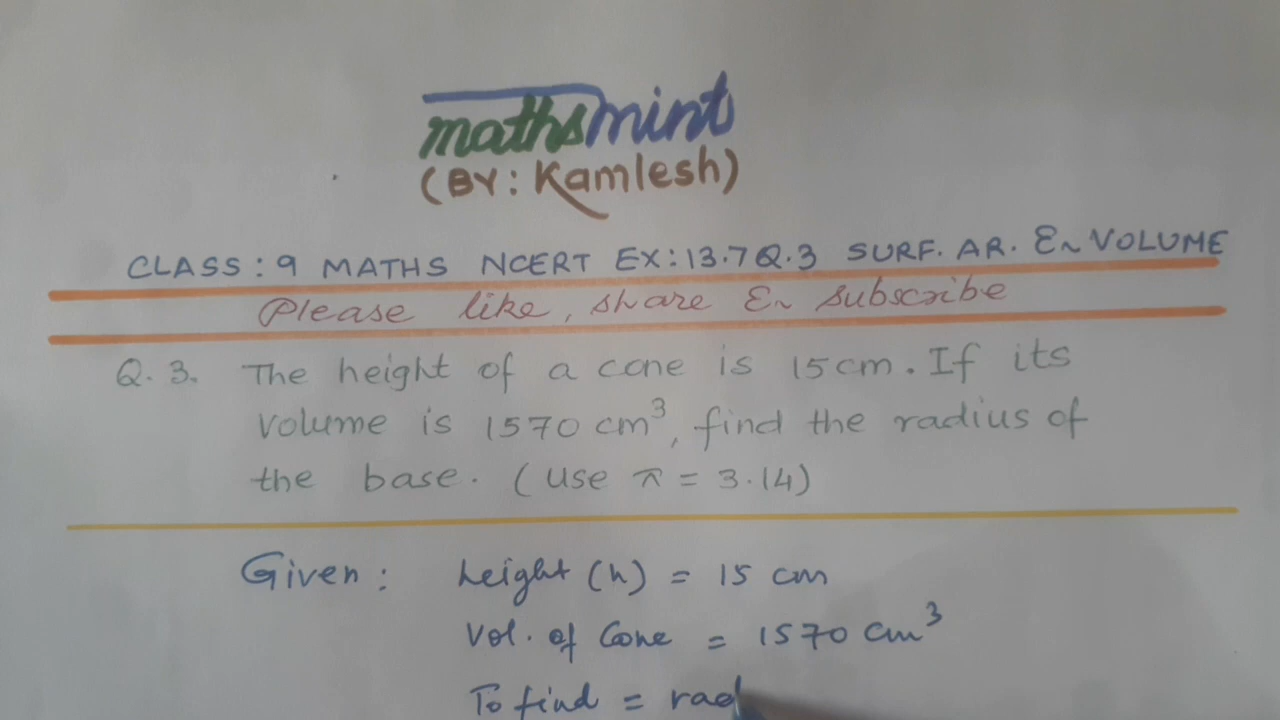 mathsmint
(BY: Kamlesh)
CLASS: 9 MATHS NCERT EX: 13.7 Q.3 SURF. AR. & VOLUME
Please like, share & subscribe
Q. 3. The height of a cone is 15 cm. If its
volume is 1570 cm³, find the radius of
the base. (Use π = 3.14)
Given: height (h) = 15 cm
Vol. of Cone = 1570 cm³
To find = rad